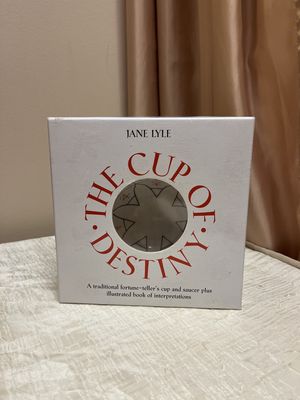 JANE LYLE
· THE CUP OF · DESTINY
A traditional fortune-teller's cup and saucer plus
illustrated book of interpretations